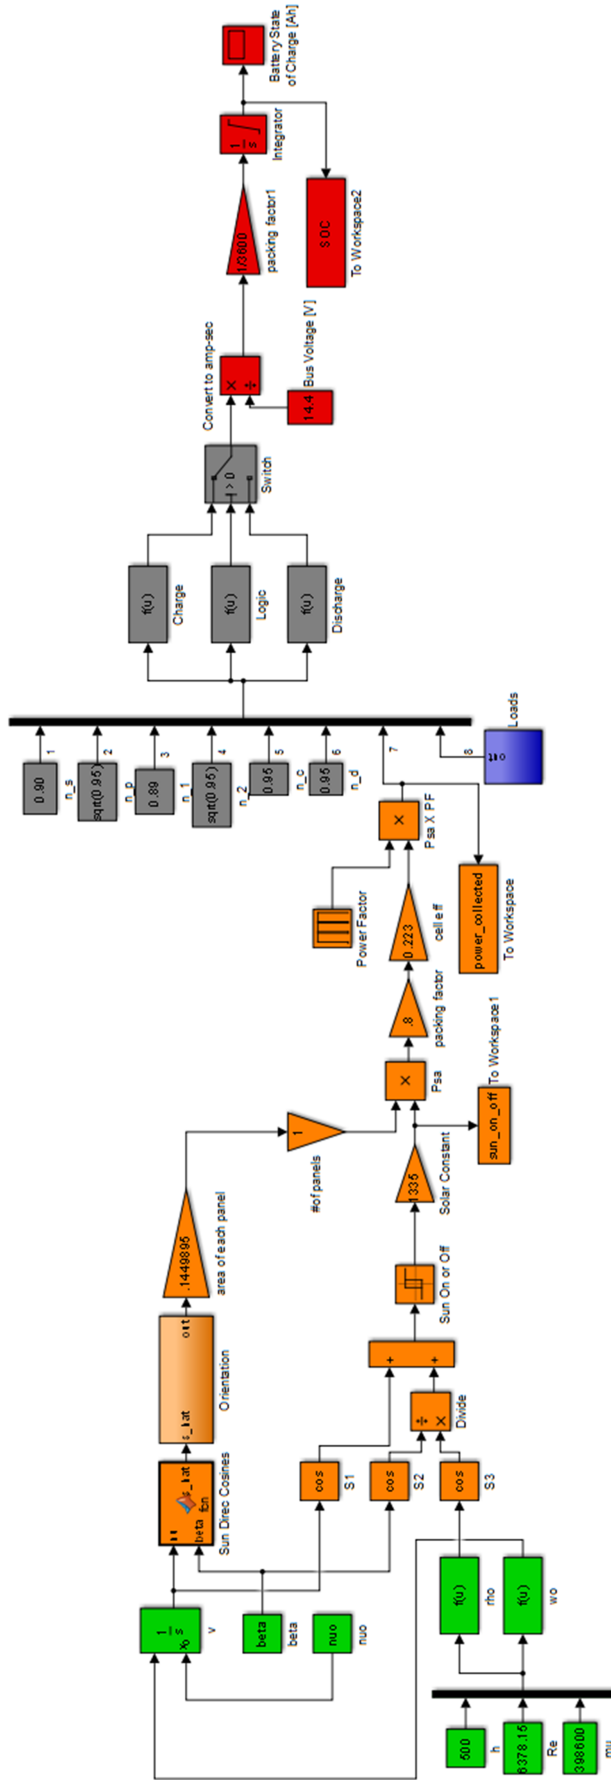 500
h
6378.15
Re
398600
mu
f(u)
rho
f(u)
wo
1
s
xo
v
beta
beta
nuo
nuo
beta
s_hat
fcn
Sun Direc Cosines
s_hat
out
Orientation
.1449895
area of each panel
cos
S1
cos
S2
cos
S3
÷
×
Divide
+
+
Sun On or Off
1335
Solar Constant
1
#of panels
sun_on_off
To Workspace1
×
Psa
.8
packing factor
0.223
cell eff
Power Factor
×
Psa X PF
power_collected
To Workspace
0.90
n_s
1
sqrt(0.95)
n_p
2
0.89
n_1
3
sqrt(0.95)
n_2
4
0.95
n_c
5
0.95
n_d
6
7
8
out
Loads
f(u)
Charge
f(u)
Logic
f(u)
Discharge
> 0
Switch
Convert to amp-sec
×
÷
14.4
Bus Voltage [V]
1/3600
packing factor1
1
s
Integrator
SOC
To Workspace2
Battery State
of Charge [Ah]